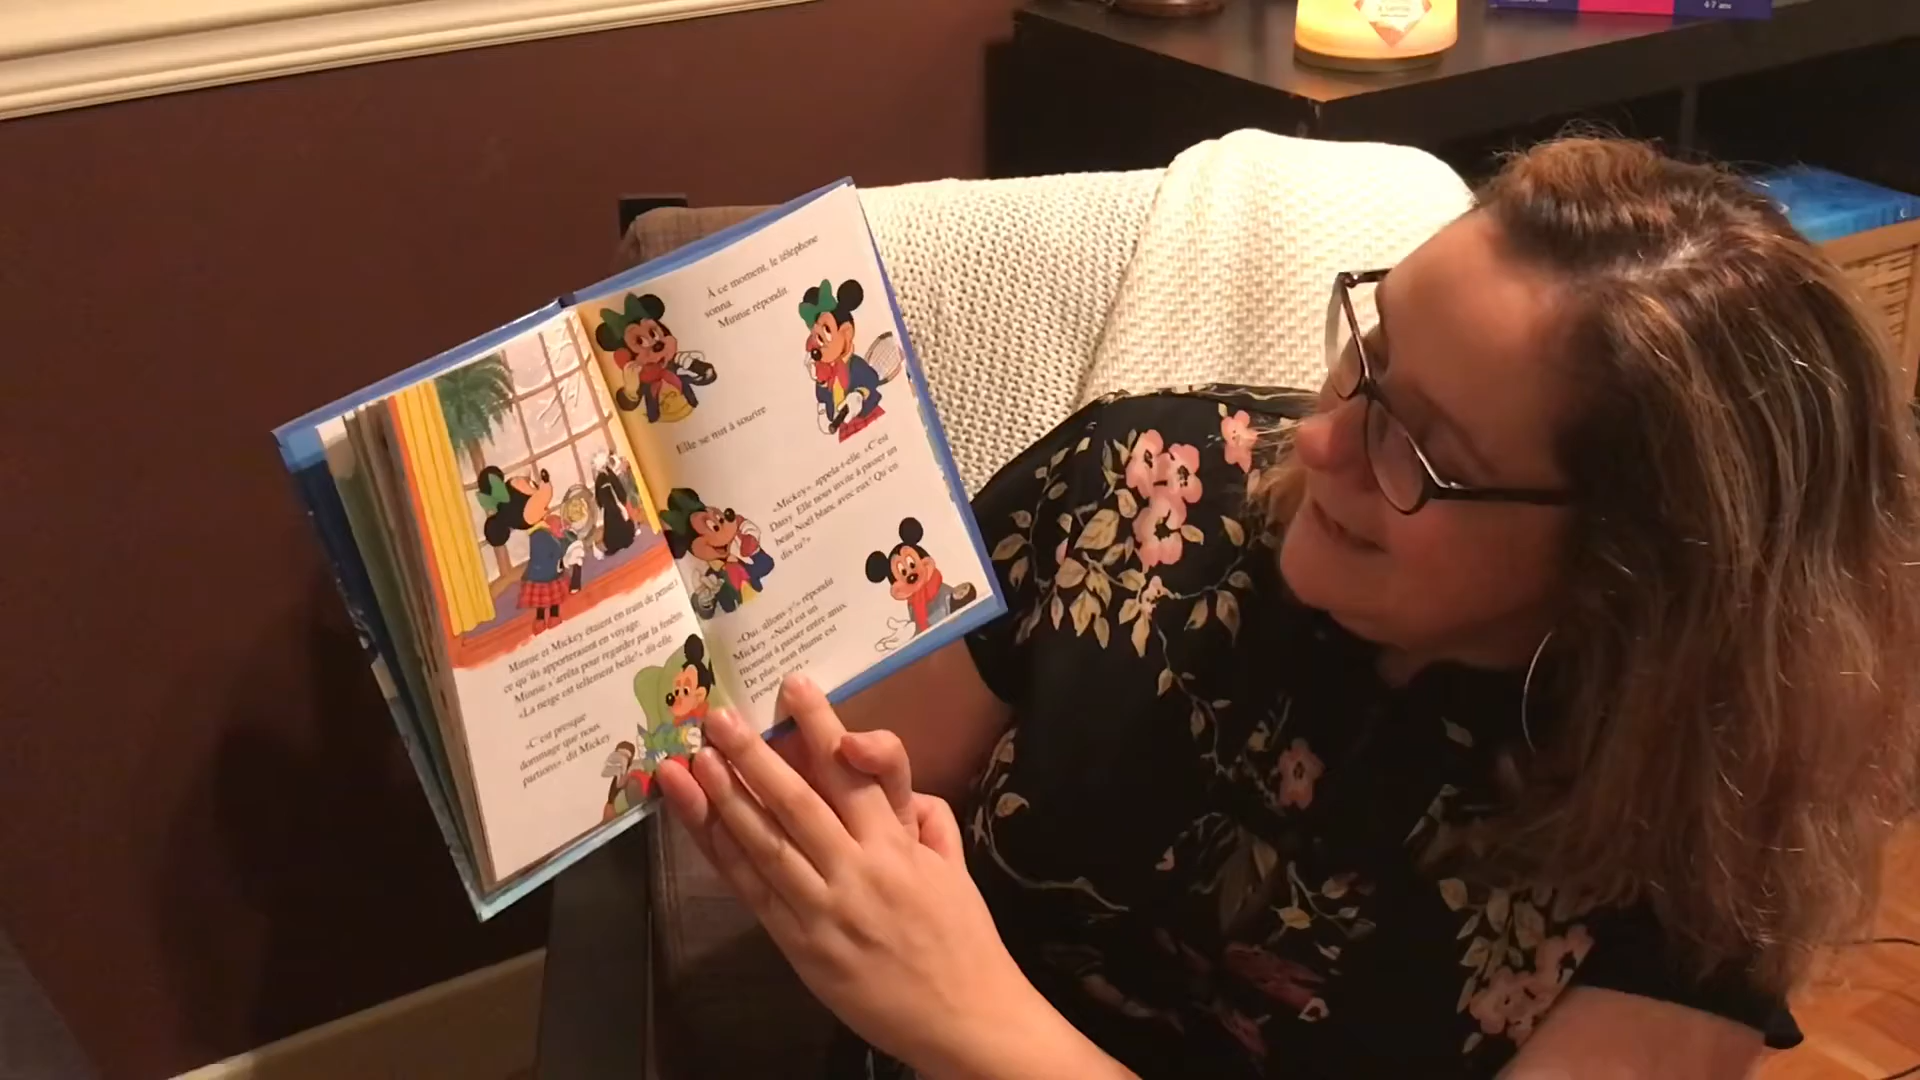 Minnie et Mickey étaient en train de penser à
ce qu'ils apporteraient en voyage.
Minnie s'arrêta pour regarder par la fenêtre.
«La neige est tellement belle!» dit-elle.
«C'est presque
dommage que nous
partions», dit Mickey
À ce moment, le téléphone
sonna.
Minnie répondit.
Elle se mit à sourire
«Mickey», appela-t-elle. «C'est
Daisy. Elle nous invite à passer un
beau Noël blanc avec eux! Qu'en
dis-tu?»
«Oui, allons-y!» répondit
Mickey. «Noël est un
moment à passer entre amis.
De plus, mon rhume est
presque
4-7 ans